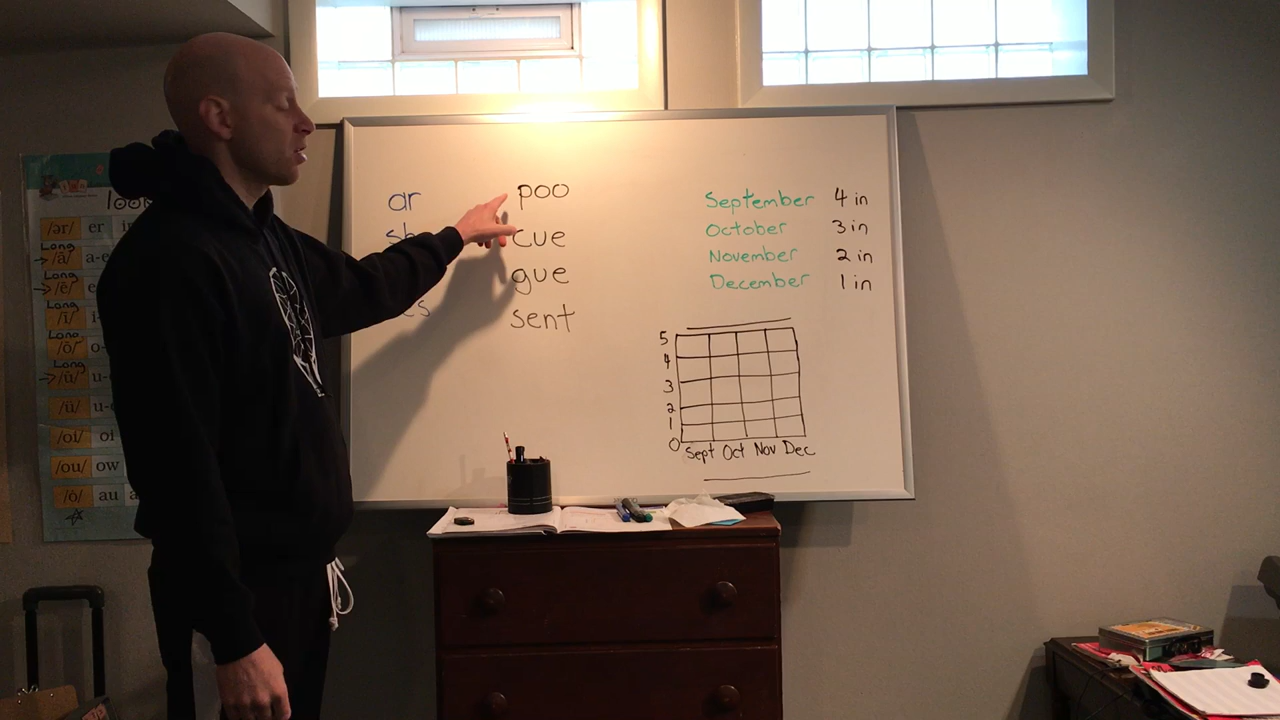 look
/ər/ er
Long
/ā/ a-e
Long
/ē/ e
Long
/ī/ i-
Long
/ō/ o-
Long
/ū/ u-
/ü/ u-
/oi/ oi
/ou/ ow
/ȯ/ au a
ar poo
cue
gue
sent
September 4 in
October 3 in
November 2 in
December 1 in
5
4
3
2
1
0
Sept Oct Nov Dec